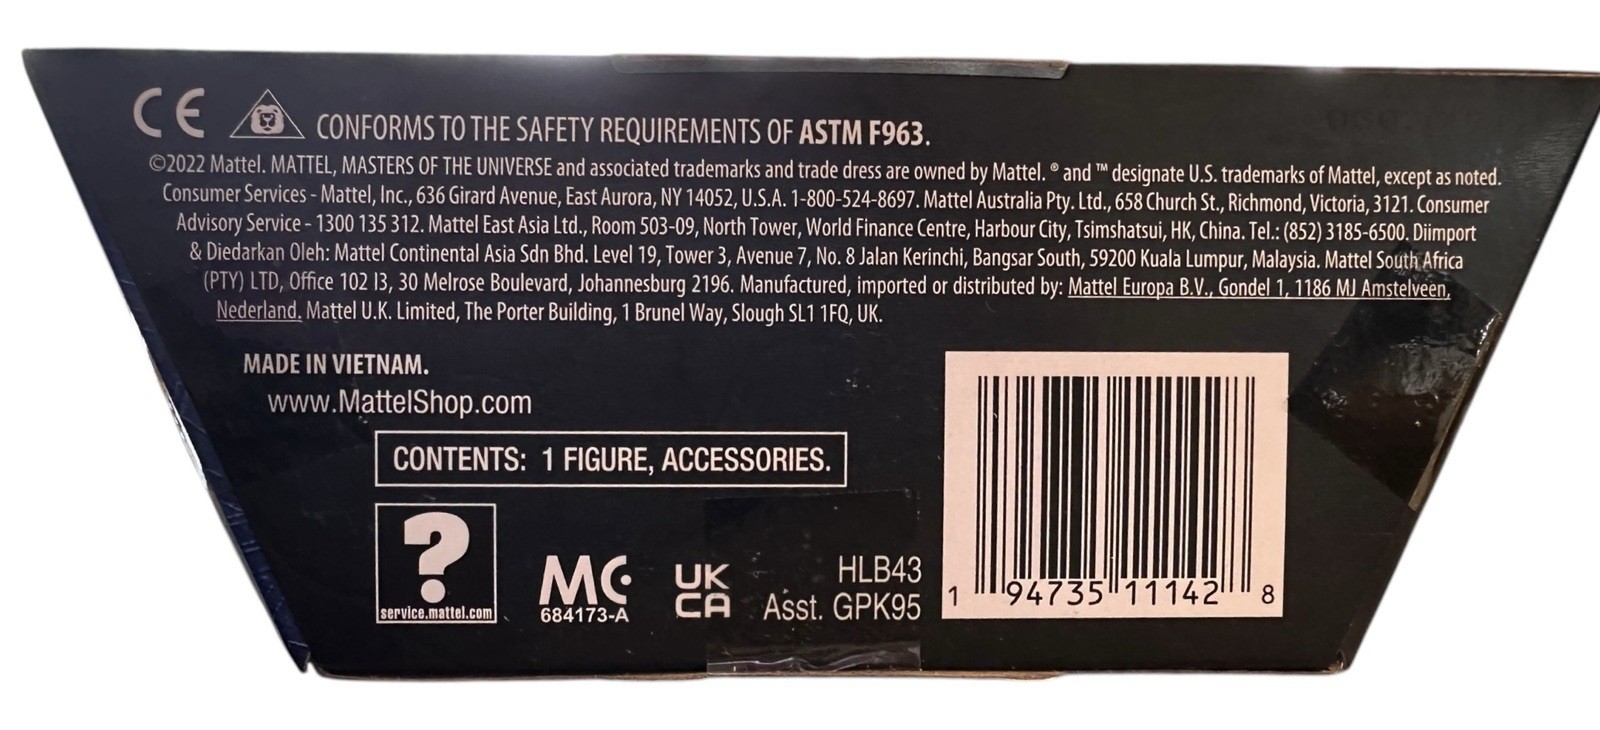 CE CONFORMS TO THE SAFETY REQUIREMENTS OF ASTM F963.
©2022 Mattel. MATTEL, MASTERS OF THE UNIVERSE and associated trademarks and trade dress are owned by Mattel. ® and ™ designate U.S. trademarks of Mattel, except as noted.
Consumer Services - Mattel, Inc., 636 Girard Avenue, East Aurora, NY 14052, U.S.A. 1-800-524-8697. Mattel Australia Pty. Ltd., 658 Church St., Richmond, Victoria, 3121. Consumer
Advisory Service - 1300 135 312. Mattel East Asia Ltd., Room 503-09, North Tower, World Finance Centre, Harbour City, Tsimshatsui, HK, China. Tel.: (852) 3185-6500. Diimport
& Diedarkan Oleh: Mattel Continental Asia Sdn Bhd. Level 19, Tower 3, Avenue 7, No. 8 Jalan Kerinchi, Bangsar South, 59200 Kuala Lumpur, Malaysia. Mattel South Africa
(PTY) LTD, Office 102 I3, 30 Melrose Boulevard, Johannesburg 2196. Manufactured, imported or distributed by: Mattel Europa B.V., Gondel 1, 1186 MJ Amstelveen,
Nederland. Mattel U.K. Limited, The Porter Building, 1 Brunel Way, Slough SL1 1FQ, UK.
MADE IN VIETNAM.
www.MattelShop.com
CONTENTS: 1 FIGURE, ACCESSORIES.
?
service.mattel.com
MC
684173-A
UK
CA
HLB43
Asst. GPK95
1 94735 11142 8